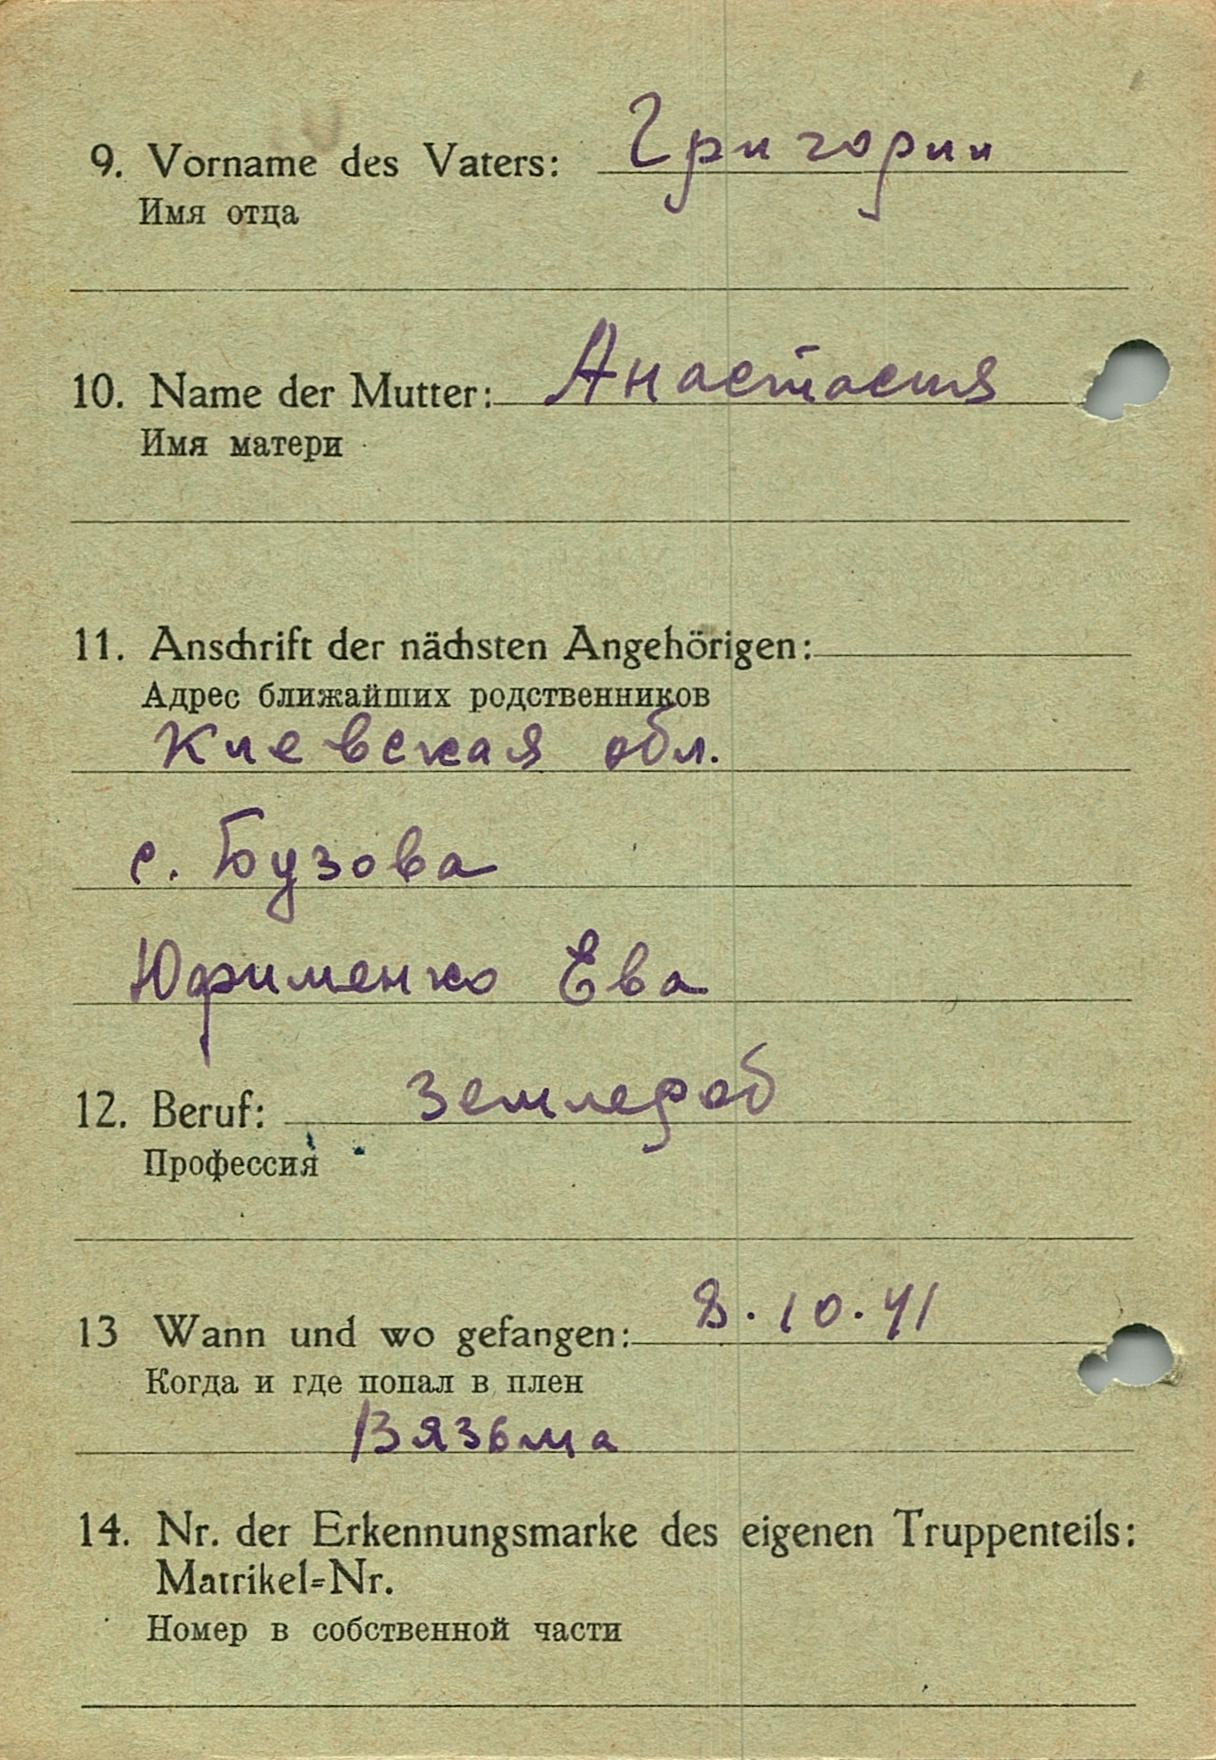 9. Vorname des Vaters: Григории
Имя отца
10. Name der Mutter: Анастасия
Имя матери
11. Anschrift der nächsten Angehörigen:
Адрес ближайших родственников
Киевская обл.
с. Бузова
Юфименко Ева
12. Beruf: Землероб
Профессия
13 Wann und wo gefangen: 8.10.41
Когда и где попал в плен
Вязьма
14. Nr. der Erkennungsmarke des eigenen Truppenteils:
Matrikel=Nr.
Номер в собственной части